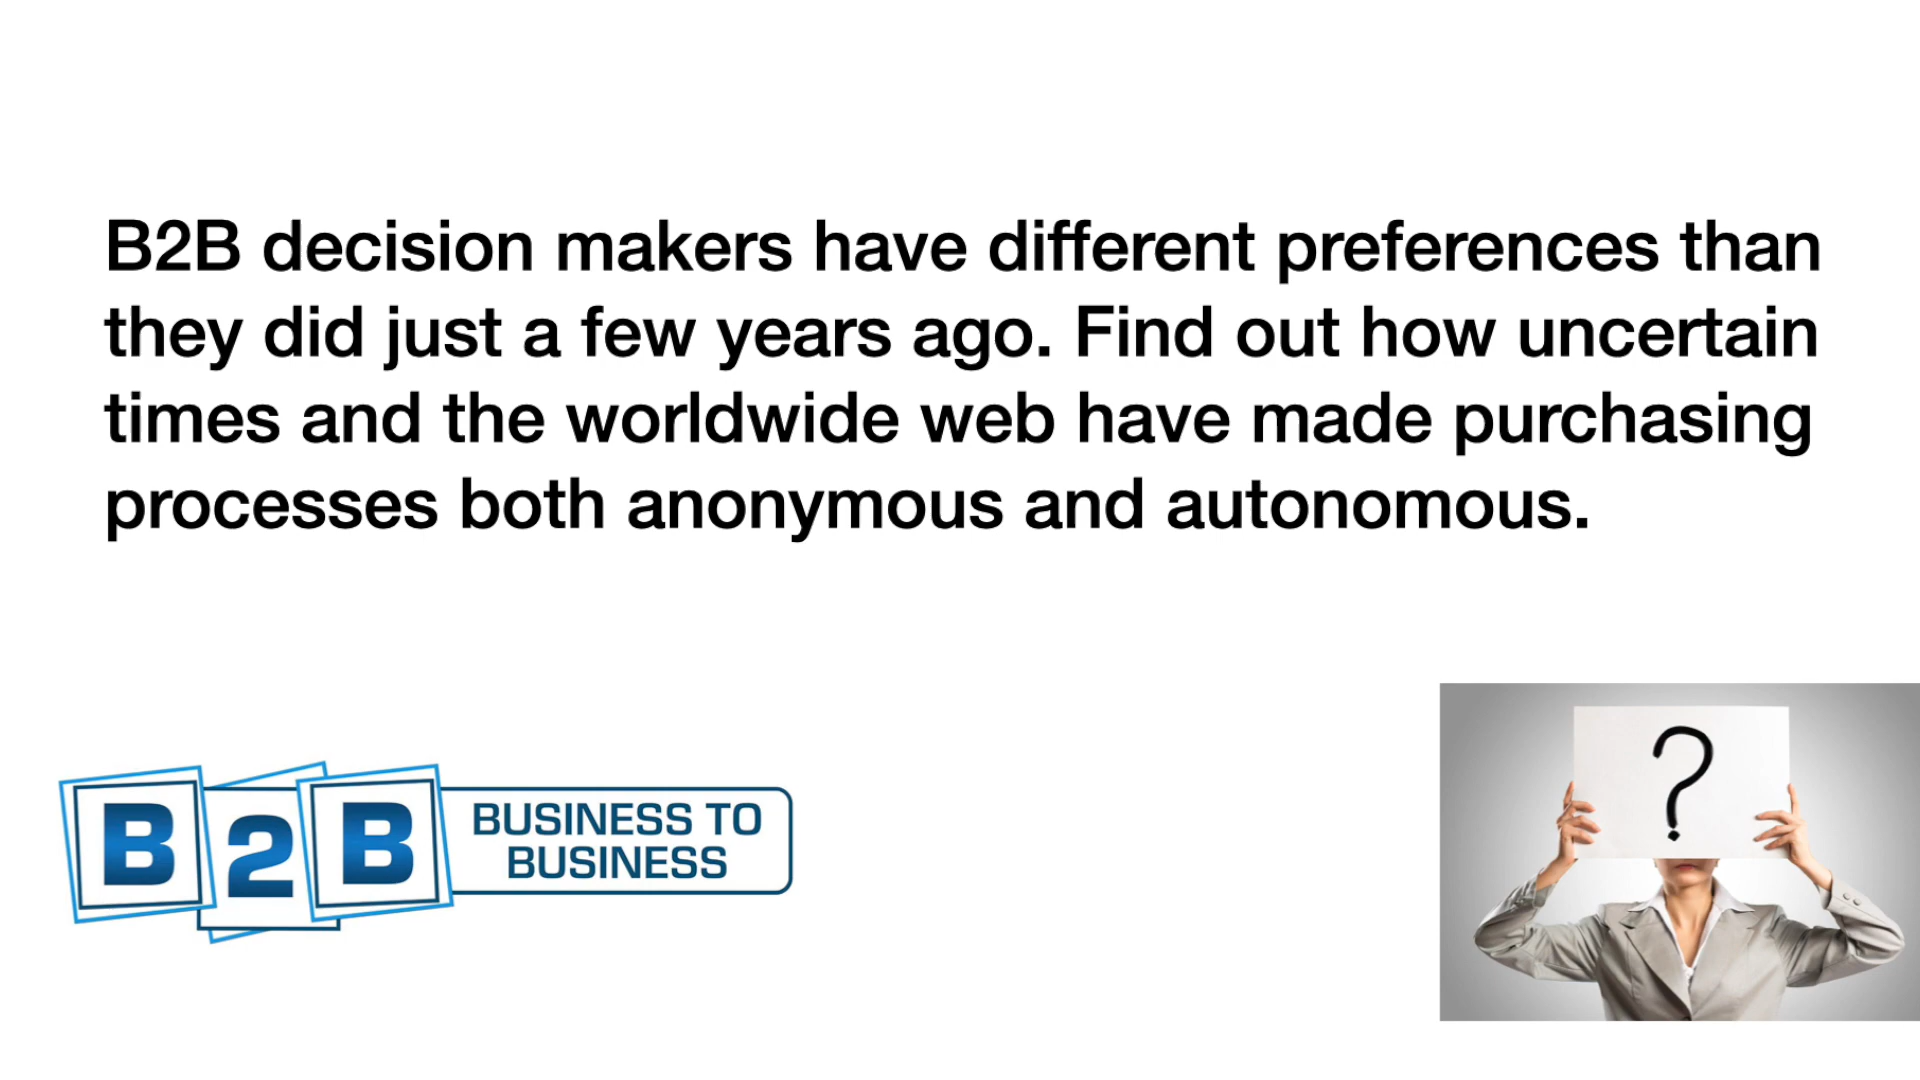 B2B decision makers have different preferences than
they did just a few years ago. Find out how uncertain
times and the worldwide web have made purchasing
processes both anonymous and autonomous.
B2B
BUSINESS TO
BUSINESS
?